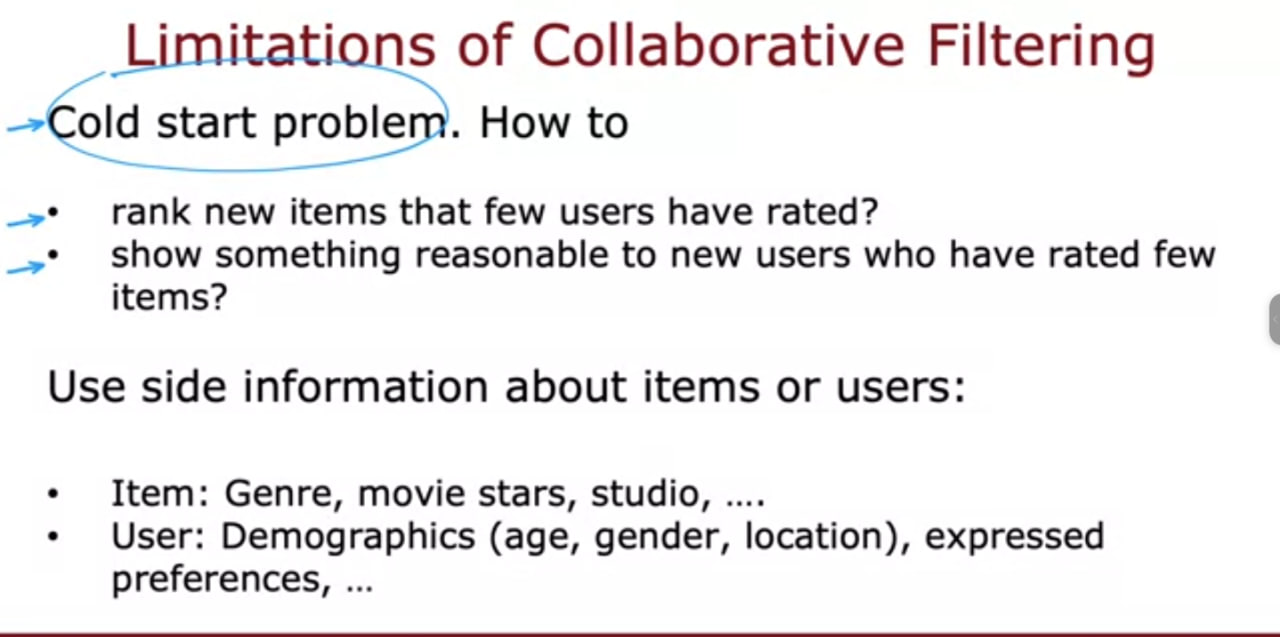 Limitations of Collaborative Filtering
Cold start problem. How to
• rank new items that few users have rated?
• show something reasonable to new users who have rated few
items?
Use side information about items or users:
• Item: Genre, movie stars, studio, ....
• User: Demographics (age, gender, location), expressed
preferences, ...